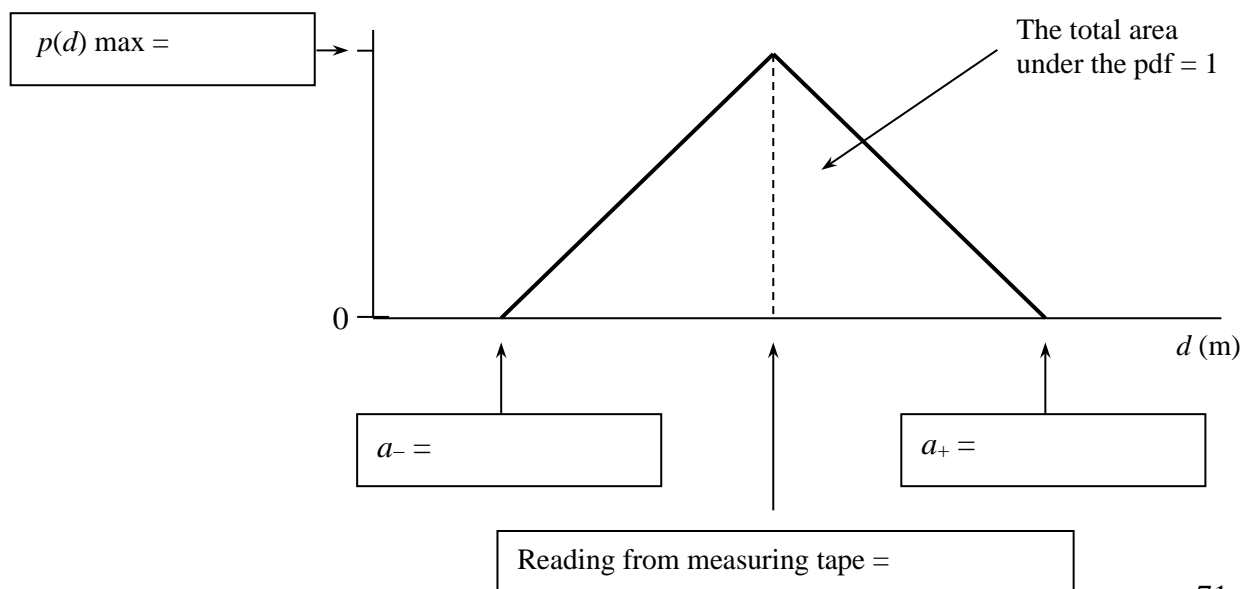 p(d) max =
The total area
under the pdf = 1
0
d (m)
a₋ =
a₊ =
Reading from measuring tape =